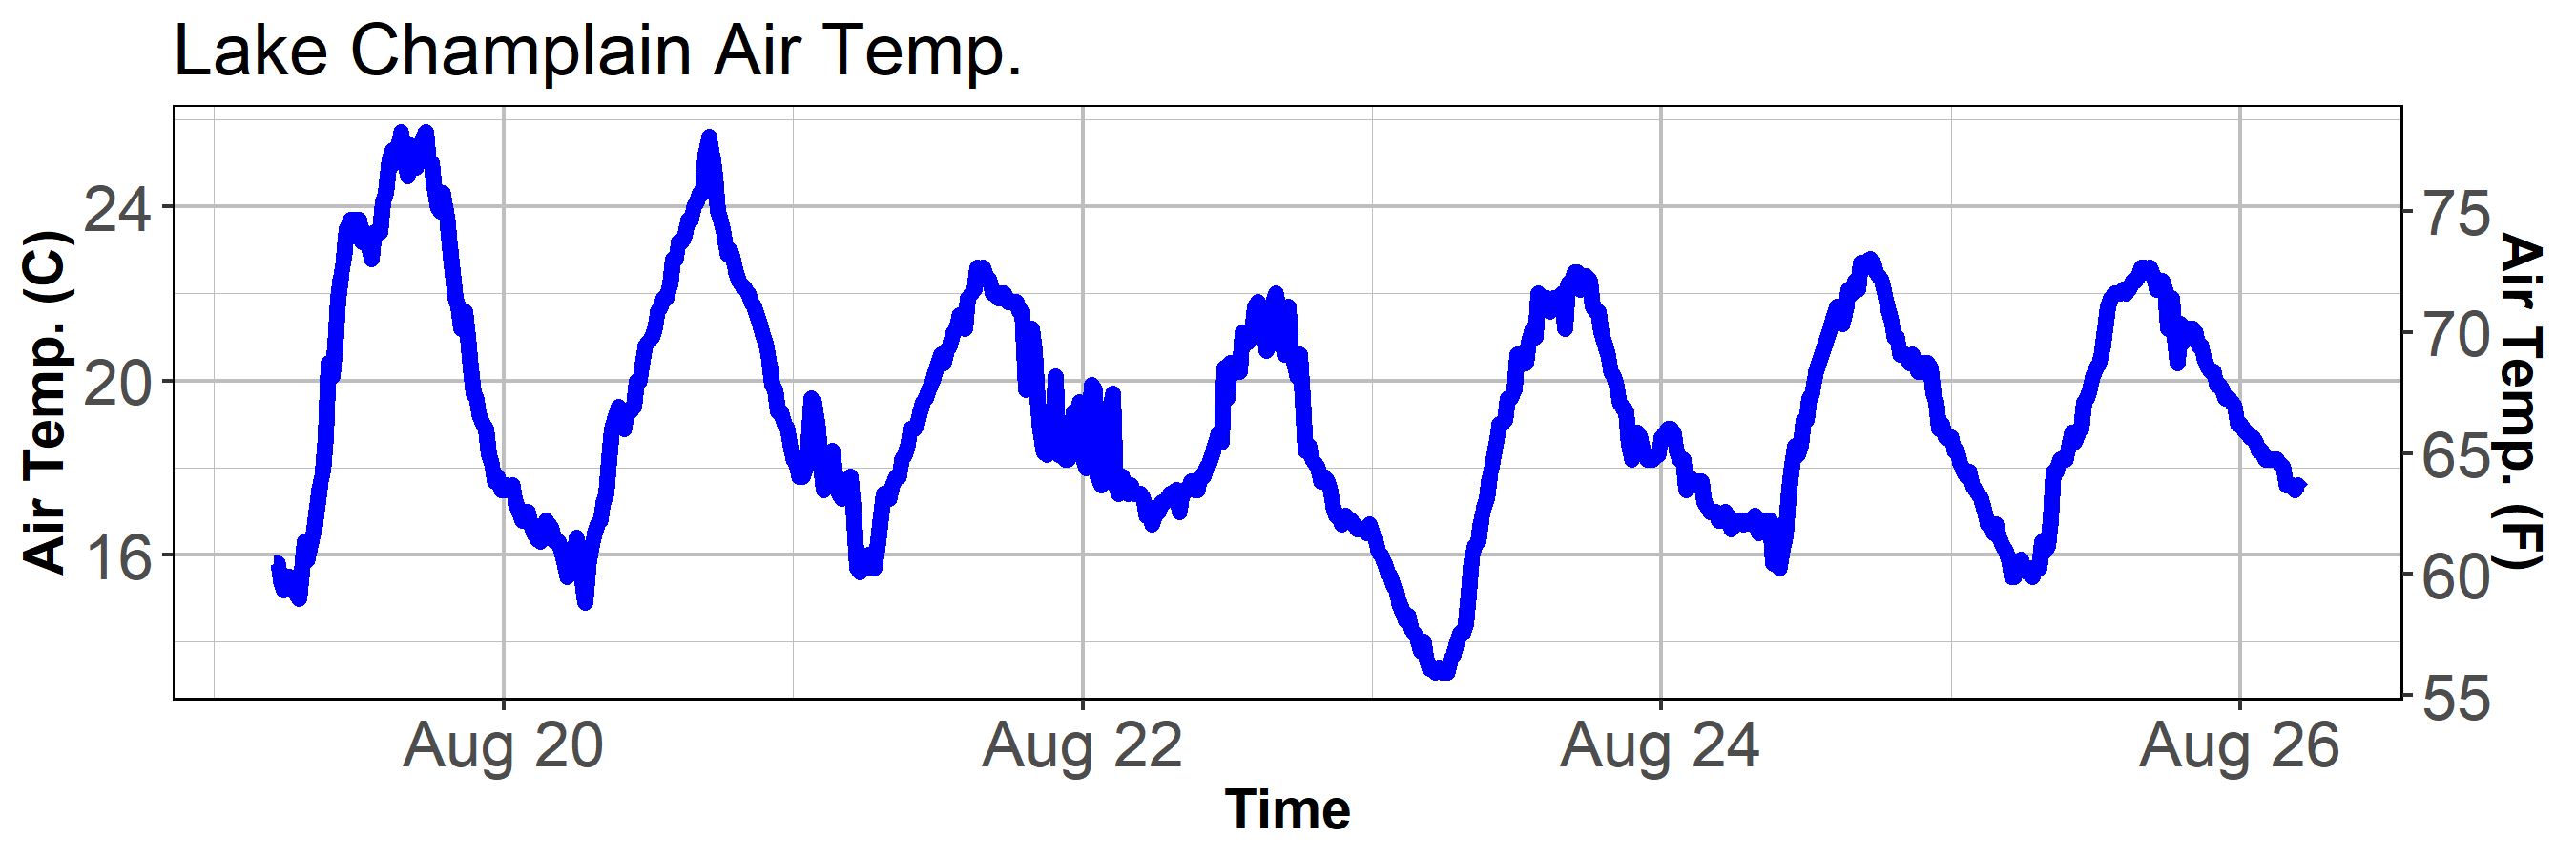 Lake Champlain Air Temp.
Air Temp. (C)
24
20
16
75
70
65
60
55
Air Temp. (F)
Aug 20
Aug 22
Aug 24
Aug 26
Time